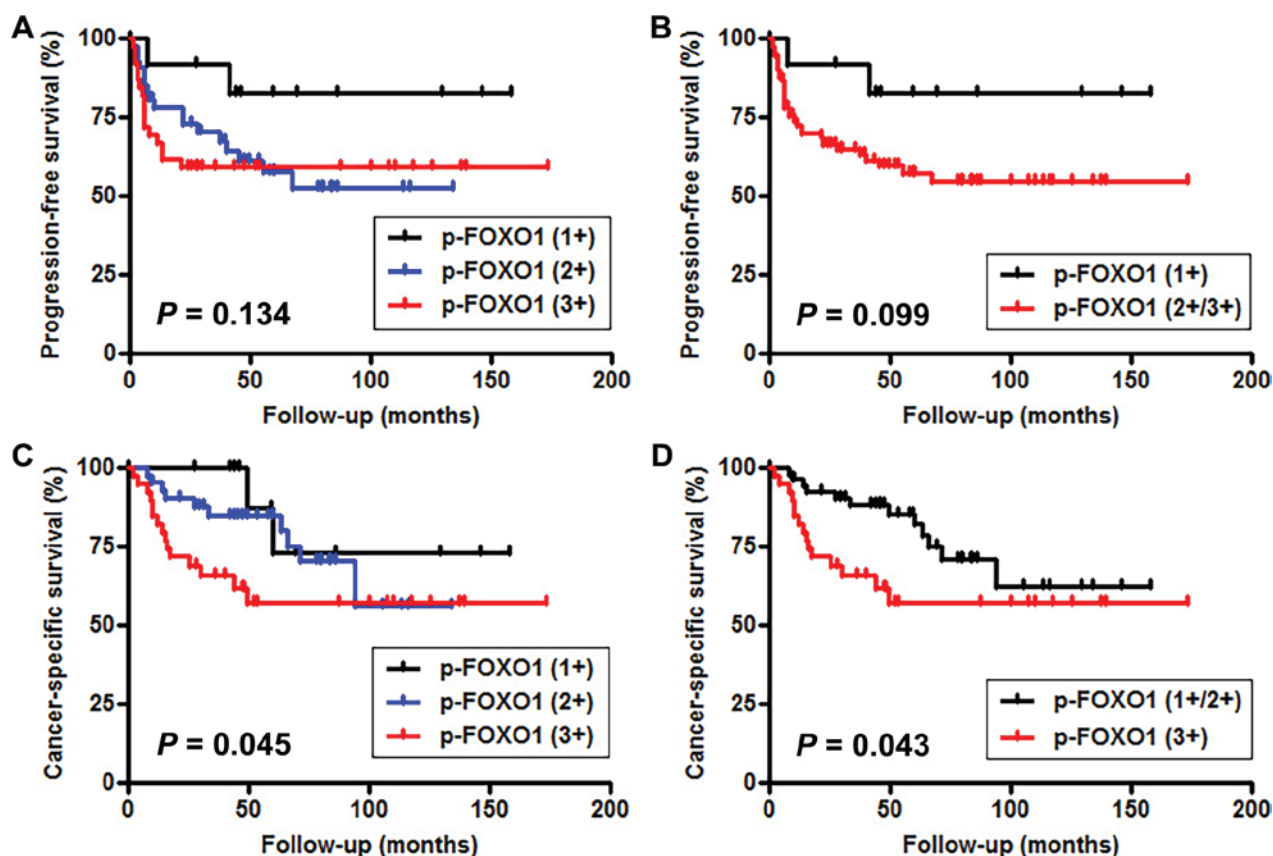 A
Progression-free survival (%)
100
75
50
25
0
p-FOXO1 (1+)
p-FOXO1 (2+)
p-FOXO1 (3+)
P = 0.134
0 50 100 150 200
Follow-up (months)
B
Progression-free survival (%)
100
75
50
25
0
p-FOXO1 (1+)
p-FOXO1 (2+/3+)
P = 0.099
0 50 100 150 200
Follow-up (months)
C
Cancer-specific survival (%)
100
75
50
25
0
p-FOXO1 (1+)
p-FOXO1 (2+)
p-FOXO1 (3+)
P = 0.045
0 50 100 150 200
Follow-up (months)
D
Cancer-specific survival (%)
100
75
50
25
0
p-FOXO1 (1+/2+)
p-FOXO1 (3+)
P = 0.043
0 50 100 150 200
Follow-up (months)